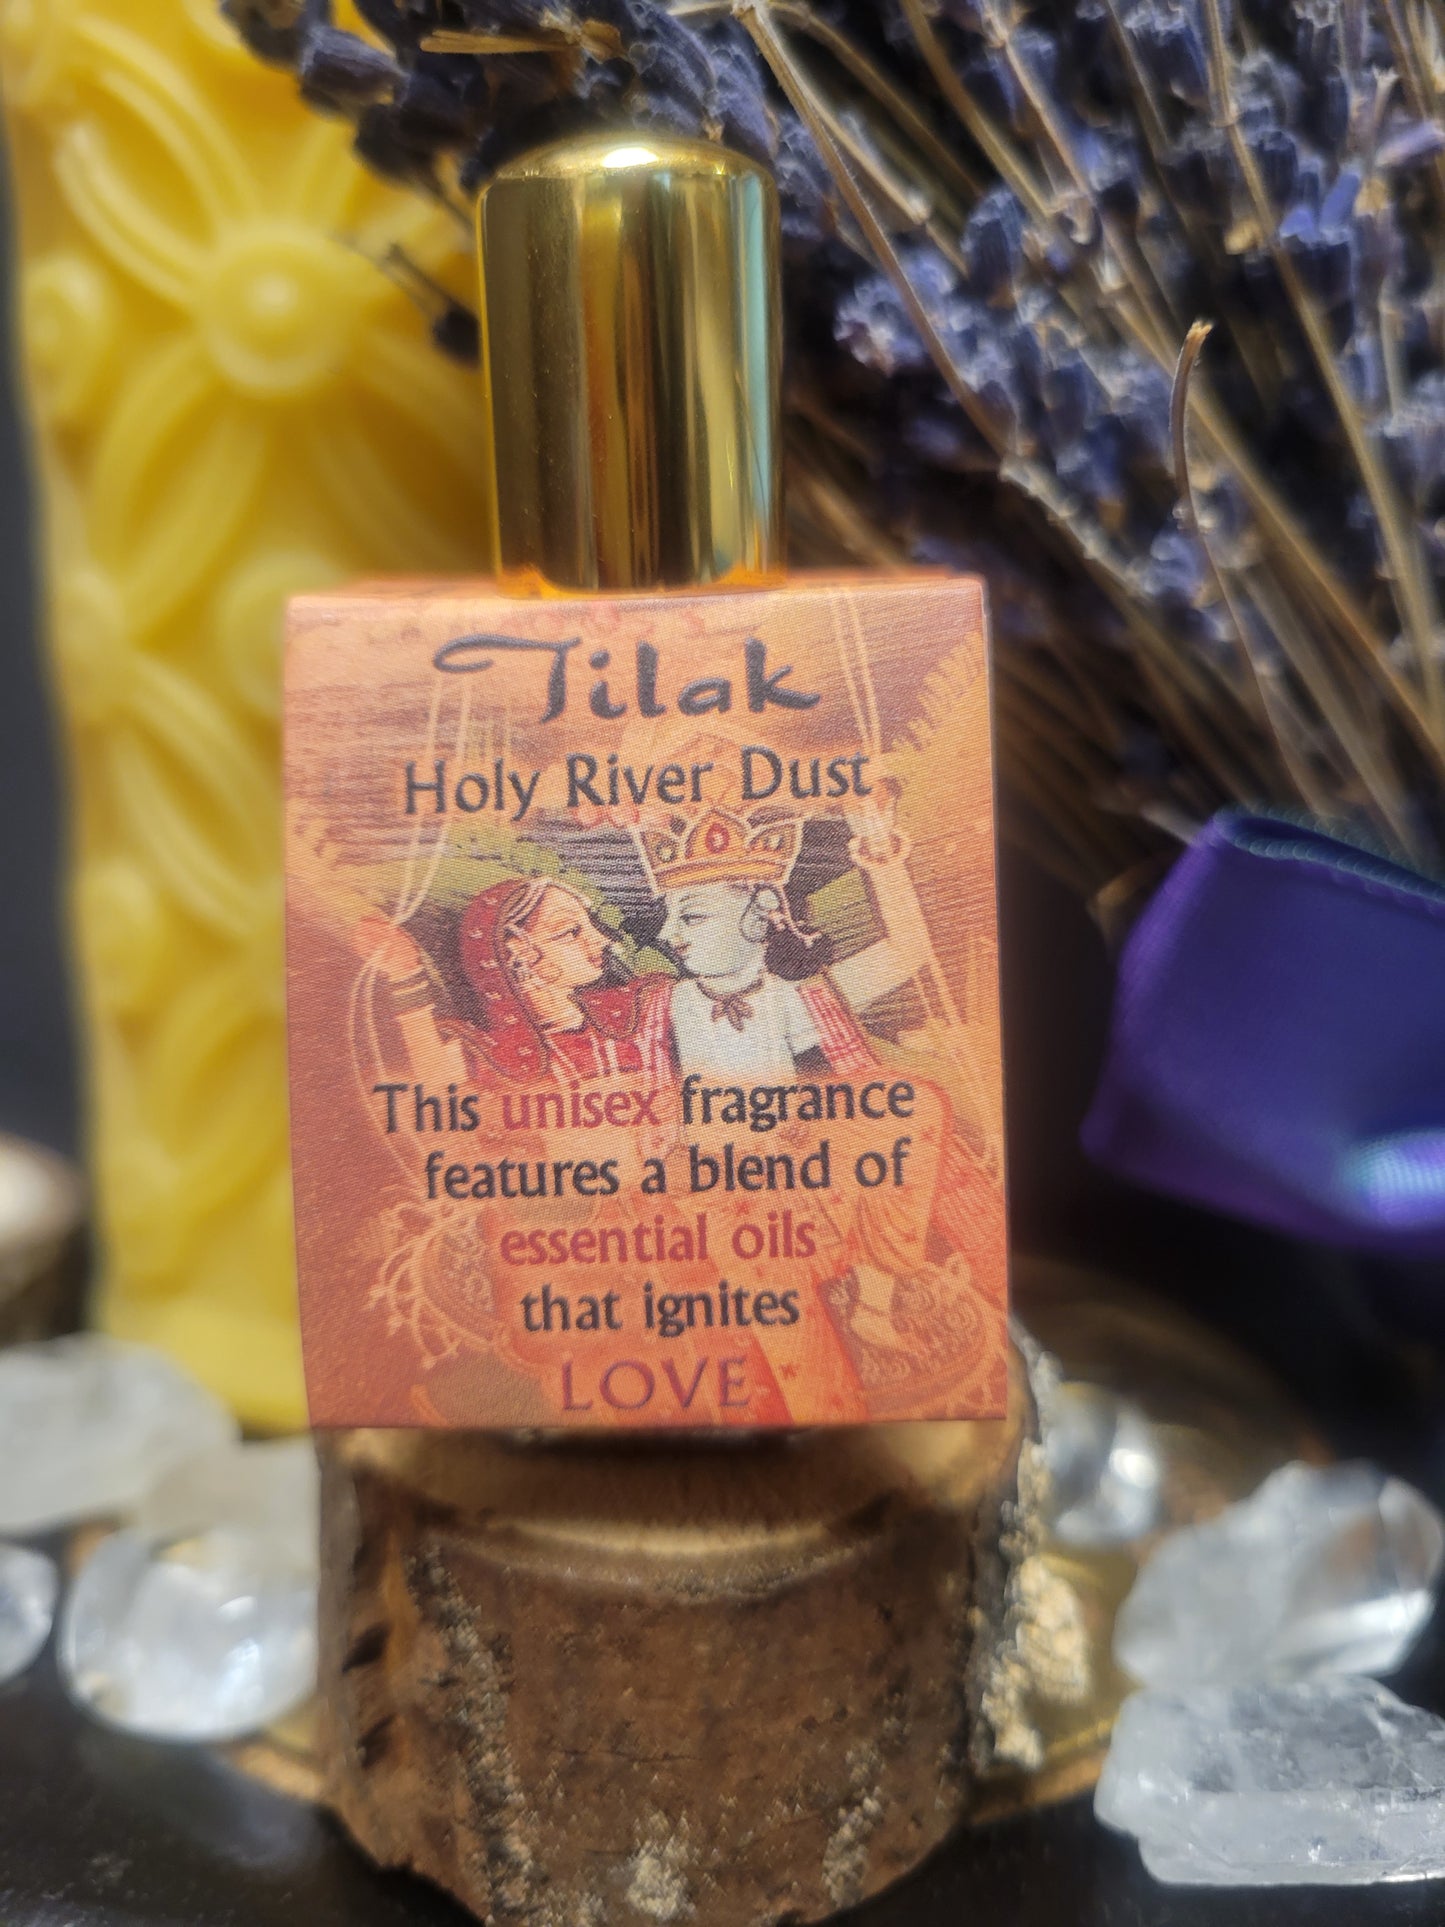 Tilak
Holy River Dust
This unisex fragrance
features a blend of
essential oils
that ignites
LOVE